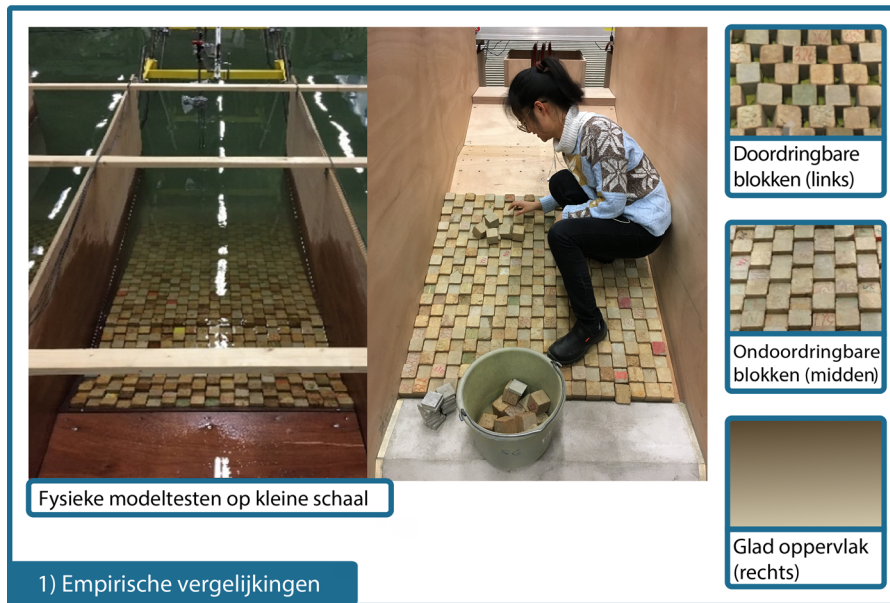 Doordringbare
blokken (links)
Ondoordringbare
blokken (midden)
Glad oppervlak
(rechts)
Fysieke modeltesten op kleine schaal
1) Empirische vergelijkingen